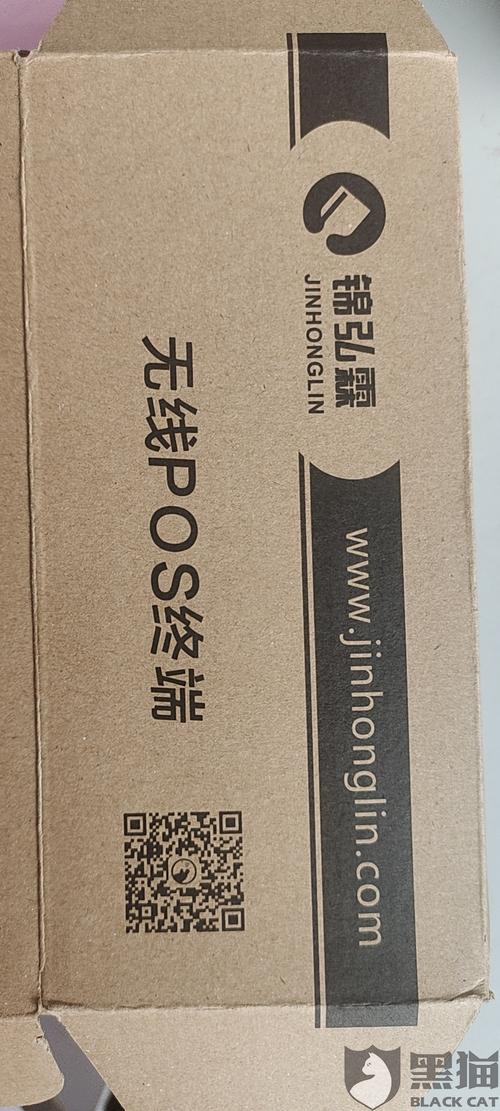 锦弘霖
JINHONGLIN
www.jinhonglin.com
无线POS终端
黑猫
BLACK CAT